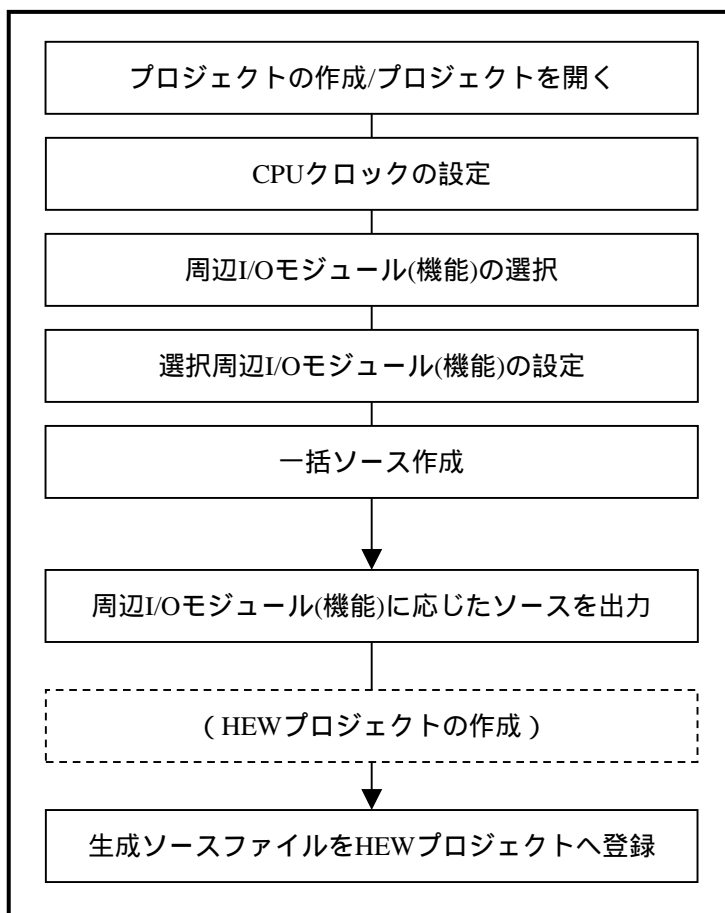 プロジェクトの作成/プロジェクトを開く
CPUクロックの設定
周辺I/Oモジュール(機能)の選択
選択周辺I/Oモジュール(機能)の設定
一括ソース作成
周辺I/Oモジュール(機能)に応じたソースを出力
( HEWプロジェクトの作成 )
生成ソースファイルをHEWプロジェクトへ登録